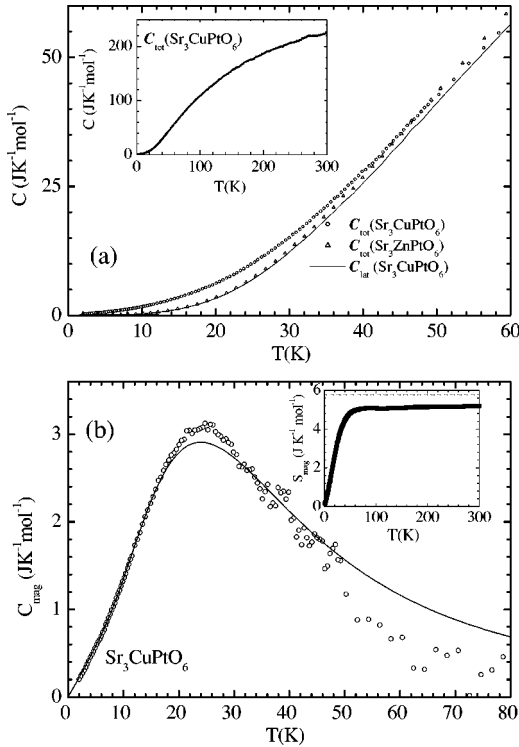 (a)
50
25
0
C (JK⁻¹mol⁻¹)
200
100
0
C (JK⁻¹mol⁻¹)
C_tot(Sr₃CuPtO₆)
0 100 200 300
T(K)
C_tot(Sr₃CuPtO₆)
C_tot(Sr₃ZnPtO₆)
C_lat (Sr₃CuPtO₆)
0 10 20 30 40 50 60
T(K)
(b)
3
2
1
0
C_mag (JK⁻¹mol⁻¹)
6
4
2
0
S_mag (J K⁻¹ mol⁻¹)
0 100 200 300
T(K)
Sr₃CuPtO₆
0 10 20 30 40 50 60 70 80
T(K)